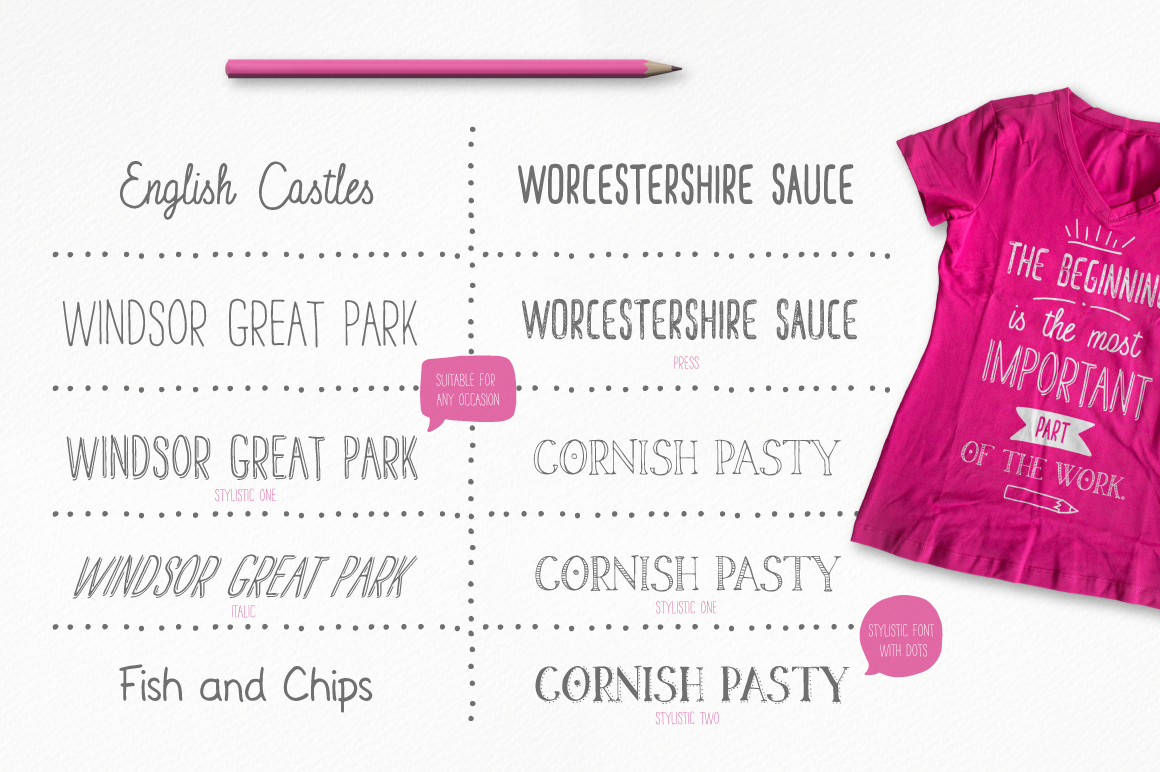 English Castles
WORCESTERSHIRE SAUCE
WINDSOR GREAT PARK
WORCESTERSHIRE SAUCE
PRESS
SUITABLE FOR
ANY OCCASION
WINDSOR GREAT PARK
STYLISTIC ONE
CORNISH PASTY
WINDSOR GREAT PARK
ITALIC
CORNISH PASTY
STYLISTIC ONE
Fish and Chips
CORNISH PASTY
STYLISTIC TWO
STYLISTIC FONT
WITH DOTS
THE BEGINNING
is the most
IMPORTANT
PART
OF THE WORK.